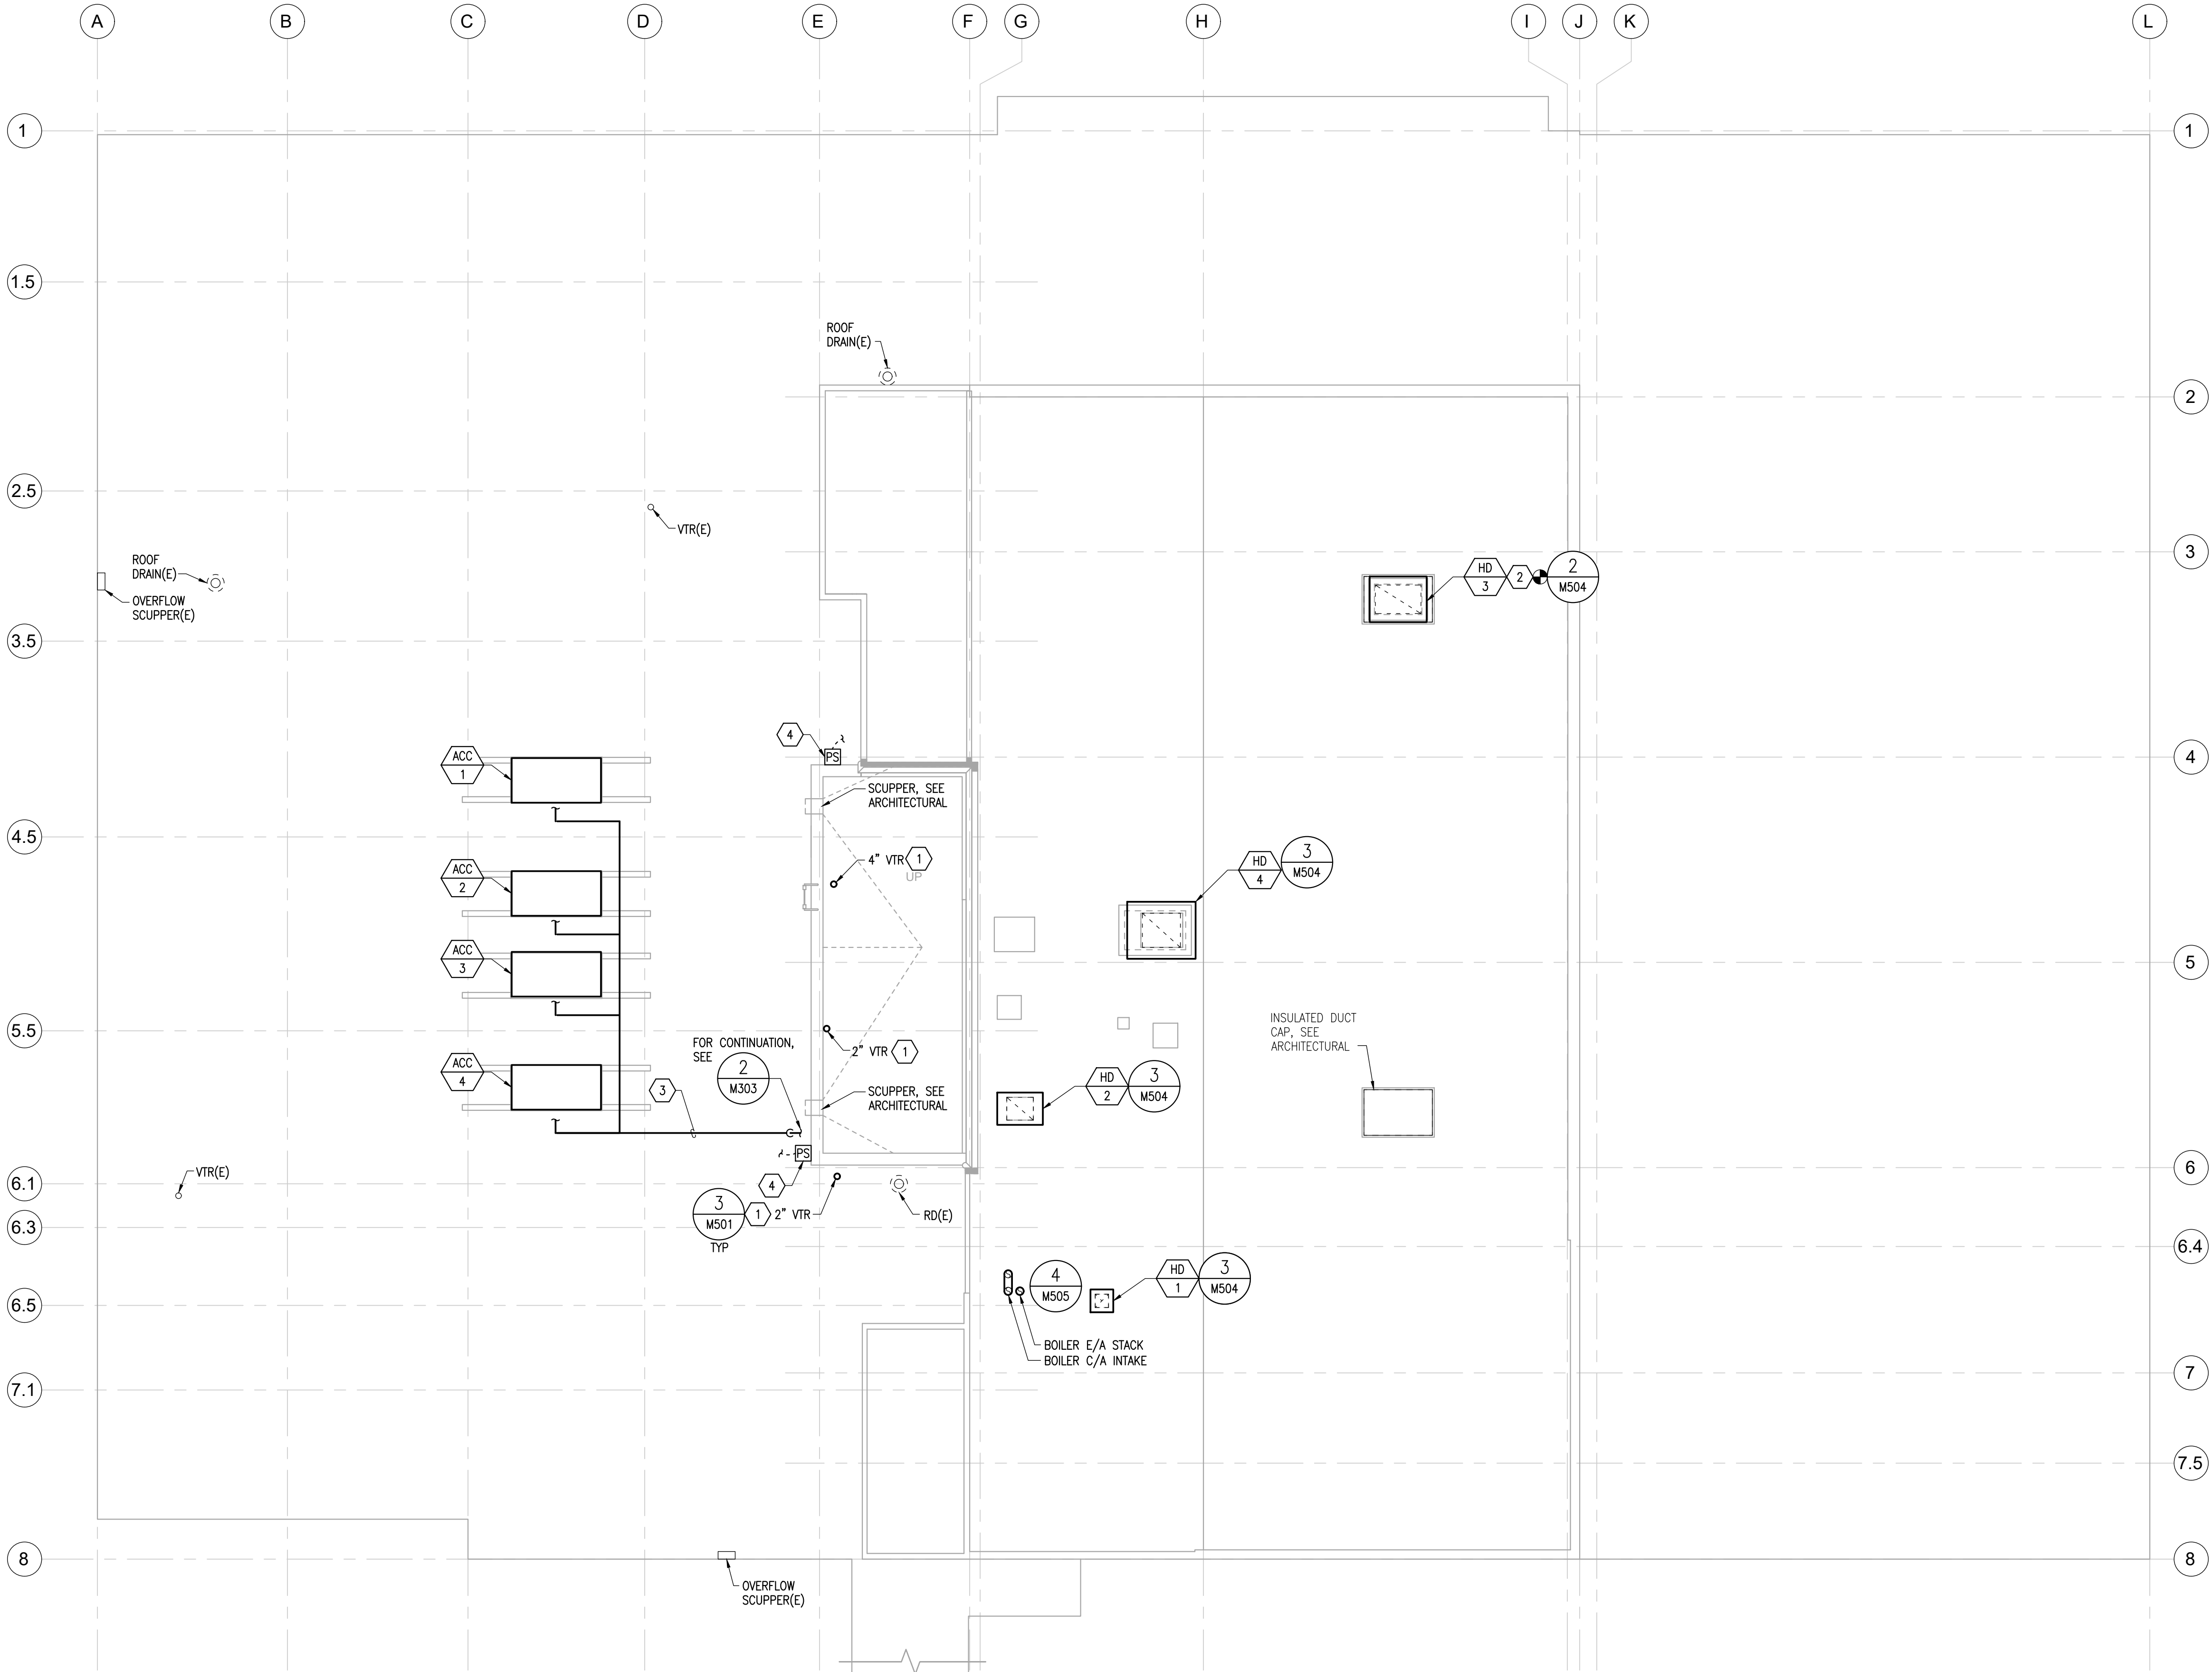 A
B
C
D
E
F
G
H
I
J
K
L
1
1
1.5
ROOF
DRAIN(E)
2
2.5
VTR(E)
3
ROOF
DRAIN(E)
OVERFLOW
SCUPPER(E)
HD
3
2
2
M504
3.5
4
PS
4
ACC
1
SCUPPER, SEE
ARCHITECTURAL
4.5
4" VTR
1
UP
HD
4
3
M504
ACC
2
ACC
3
5
5.5
2" VTR
1
INSULATED DUCT
CAP, SEE
ARCHITECTURAL
FOR CONTINUATION,
SEE
2
M303
ACC
4
3
SCUPPER, SEE
ARCHITECTURAL
HD
2
3
M504
PS
4
6
VTR(E)
6.1
3
M501
TYP
1
2" VTR
RD(E)
6.3
6.4
4
M505
HD
1
3
M504
6.5
BOILER E/A STACK
BOILER C/A INTAKE
7
7.1
7.5
8
8
OVERFLOW
SCUPPER(E)